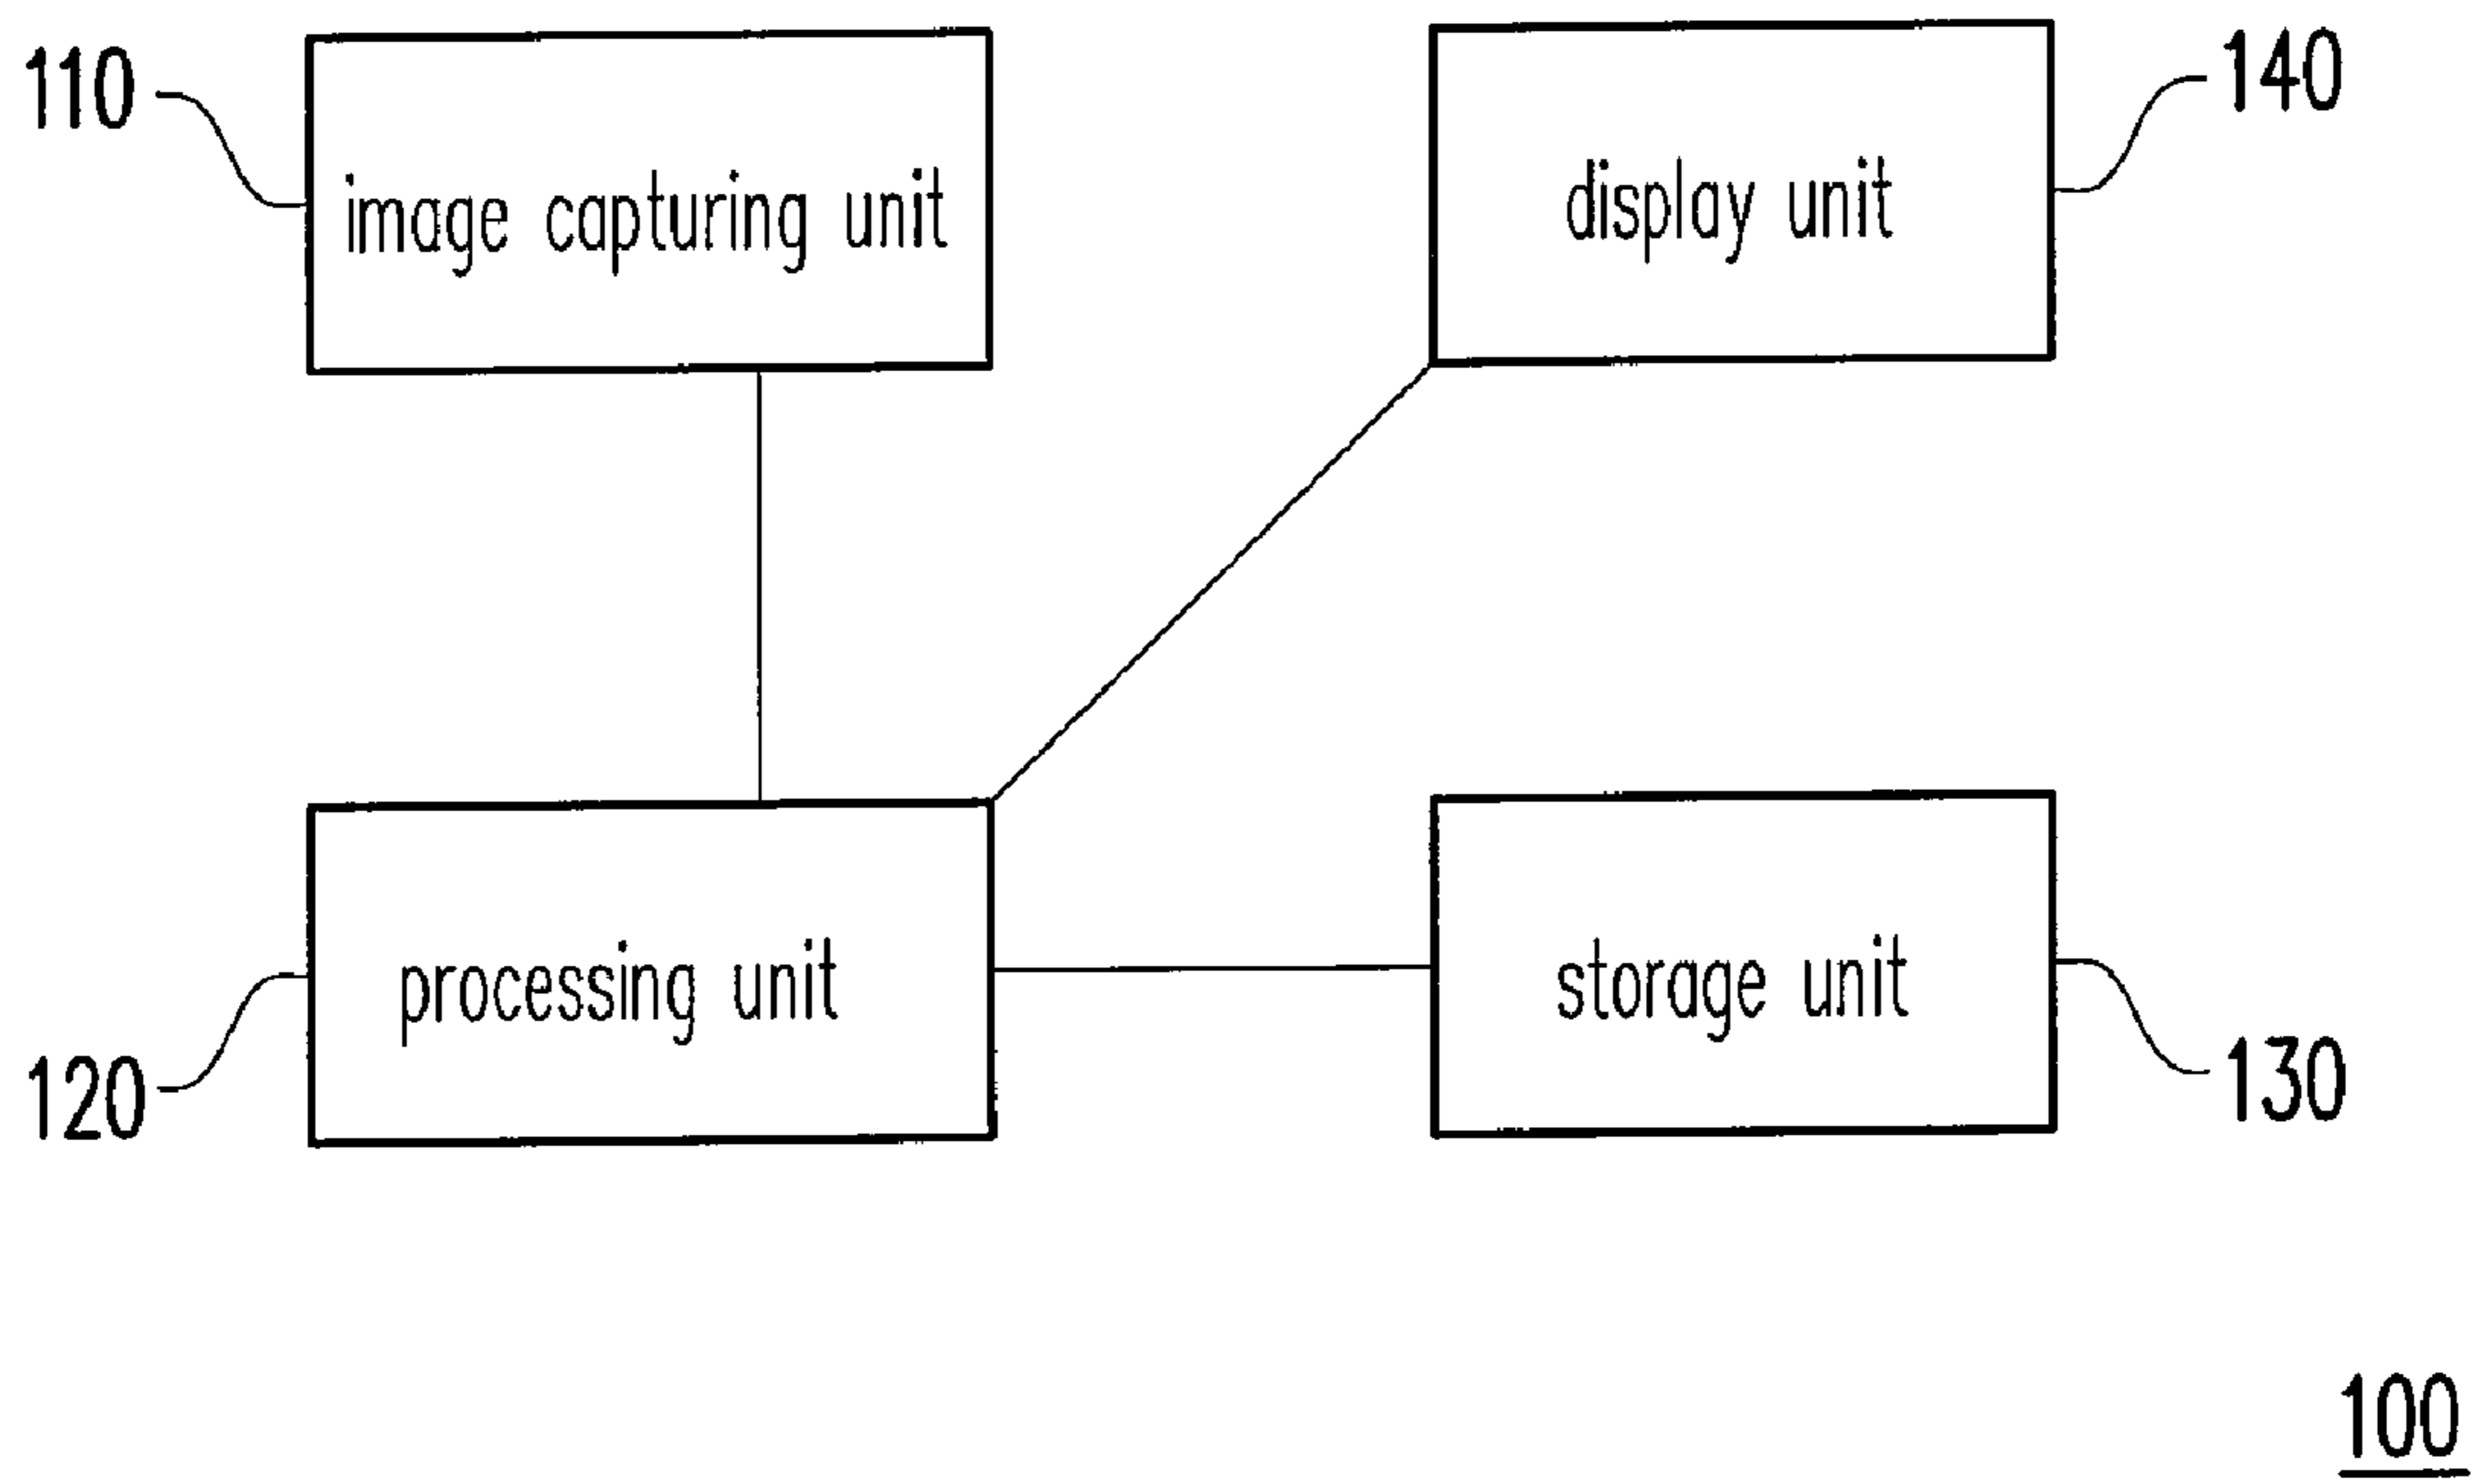 110
image capturing unit
display unit
140
processing unit
120
storage unit
130
100